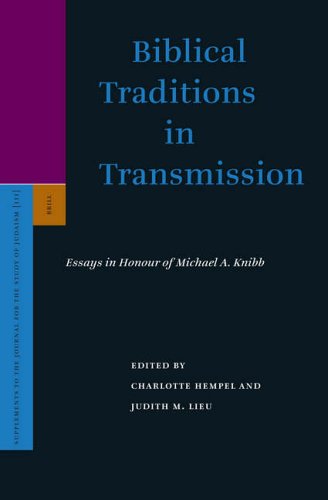 Biblical
Traditions
in
Transmission
Essays in Honour of Michael A. Knibb
EDITED BY
CHARLOTTE HEMPEL AND
JUDITH M. LIEU
SUPPLEMENTS TO THE JOURNAL FOR THE STUDY OF JUDAISM [111]
BRILL